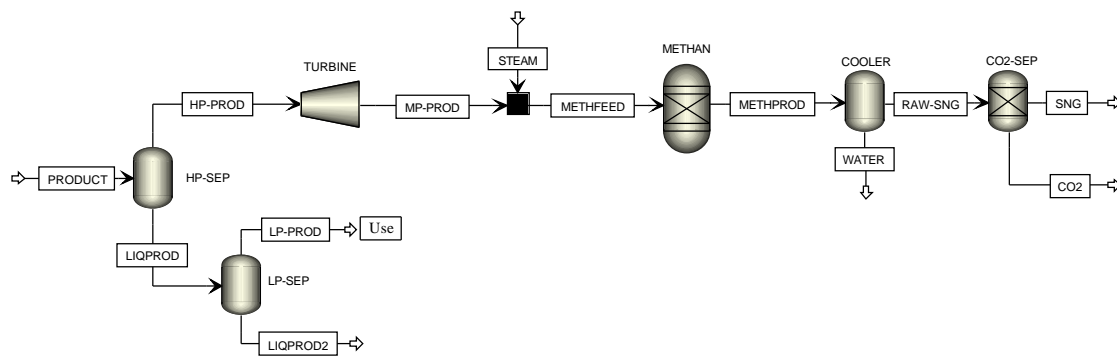 METHAN
STEAM
COOLER
CO2-SEP
TURBINE
HP-PROD
MP-PROD
METHFEED
METHPROD
RAW-SNG
SNG
WATER
PRODUCT
HP-SEP
CO2
LP-PROD
Use
LIQPROD
LP-SEP
LIQPROD2